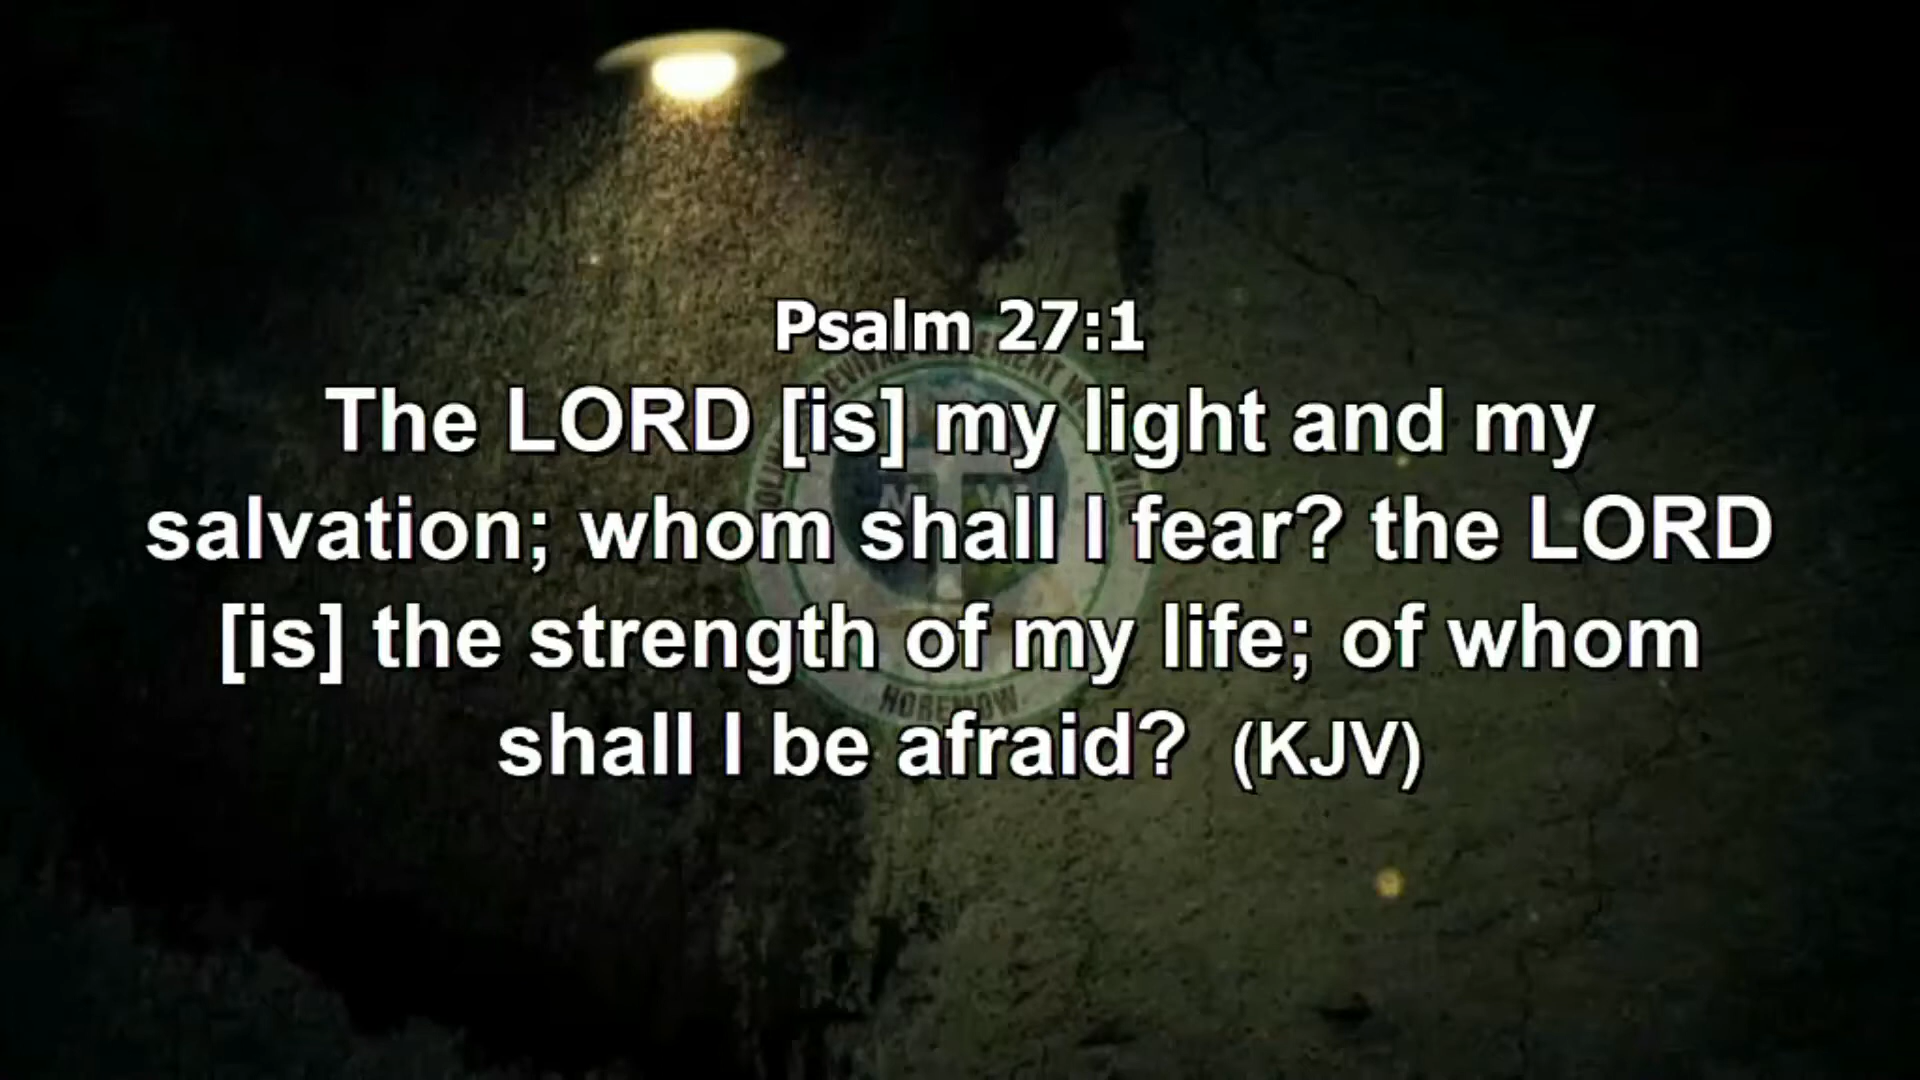 Psalm 27:1
The LORD [is] my light and my
salvation; whom shall I fear? the LORD
[is] the strength of my life; of whom
shall I be afraid?  (KJV)